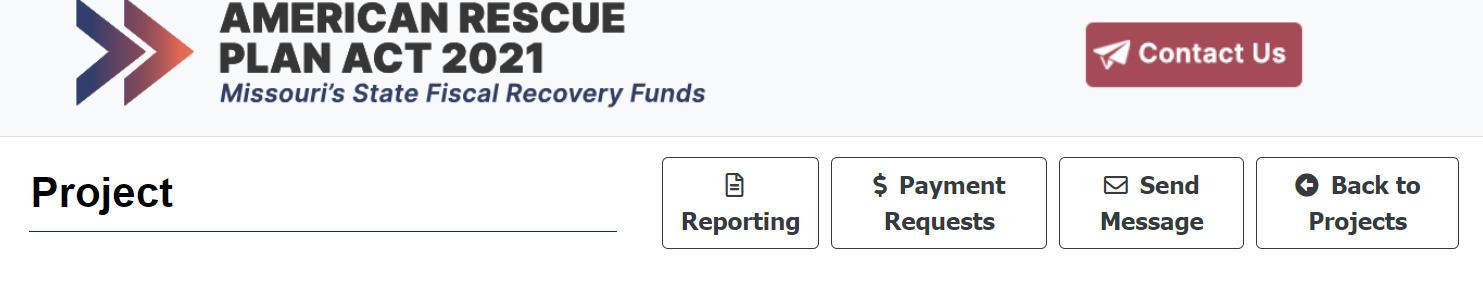 AMERICAN RESCUE
PLAN ACT 2021
Missouri's State Fiscal Recovery Funds
Contact Us
Project
Reporting
$ Payment
Requests
Send
Message
Back to
Projects